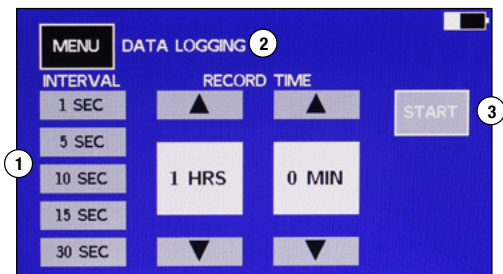 MENU DATA LOGGING 2
INTERVAL RECORD TIME
1 SEC
START 3
5 SEC
1
10 SEC 1 HRS 0 MIN
15 SEC
30 SEC